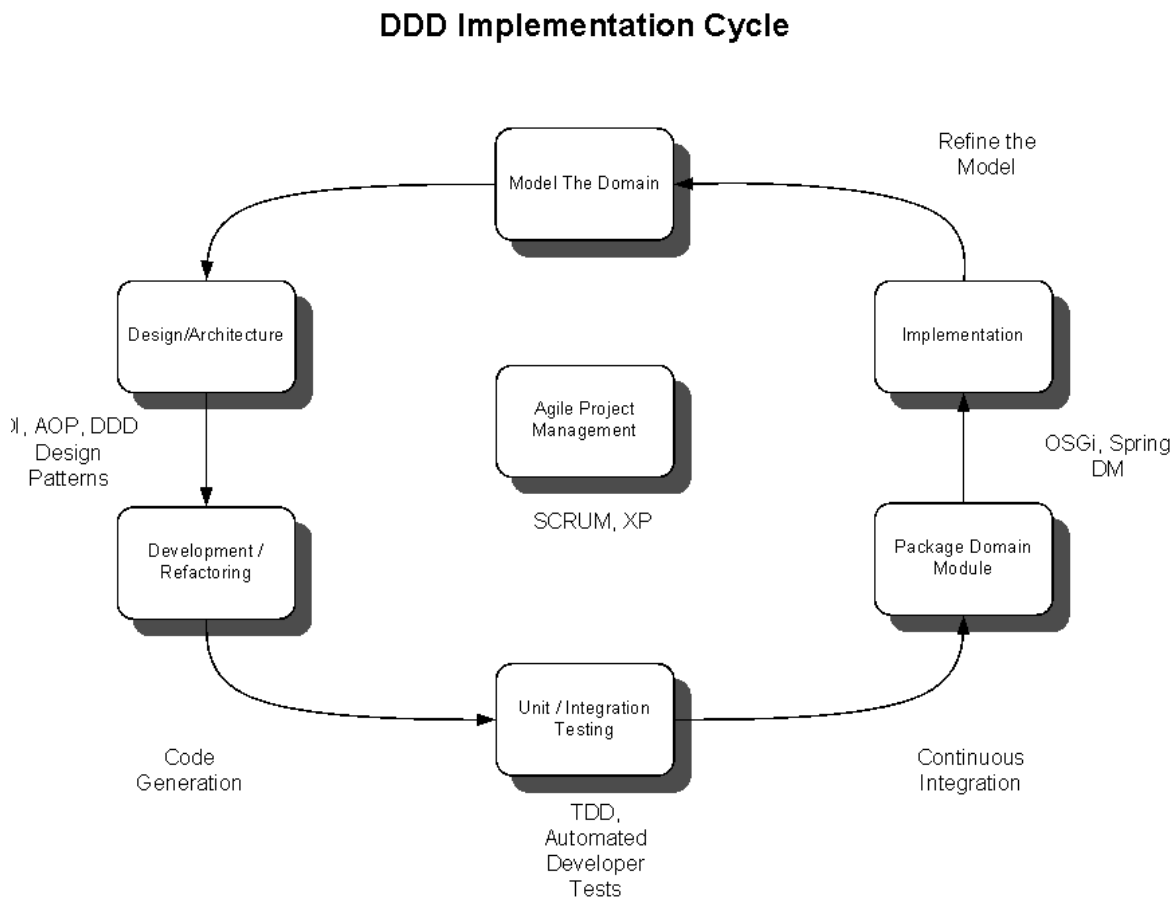 DDD Implementation Cycle
Refine the
Model
Model The Domain
Design/Architecture
Implementation
Agile Project
Management
AOP, DDD
Design
Patterns
OSGi, Spring
DM
SCRUM, XP
Development /
Refactoring
Package Domain
Module
Unit / Integration
Testing
Code
Generation
Continuous
Integration
TDD,
Automated
Developer
Tests